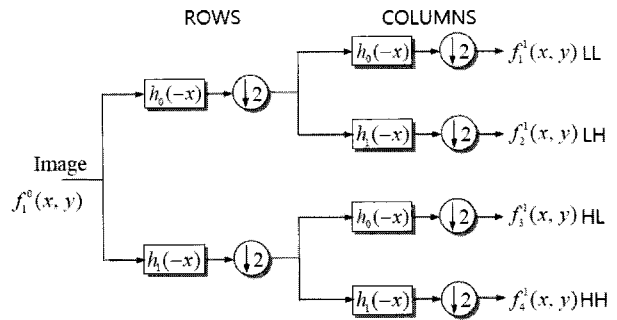 ROWS COLUMNS
h₀(−x) ↓2 f₁¹(x, y) LL
h₀(−x) ↓2
h₁(−x) ↓2 f₂¹(x, y) LH
Image
f₁⁰(x, y)
h₀(−x) ↓2 f₃¹(x, y) HL
h₁(−x) ↓2
h₁(−x) ↓2 f₄¹(x, y) HH